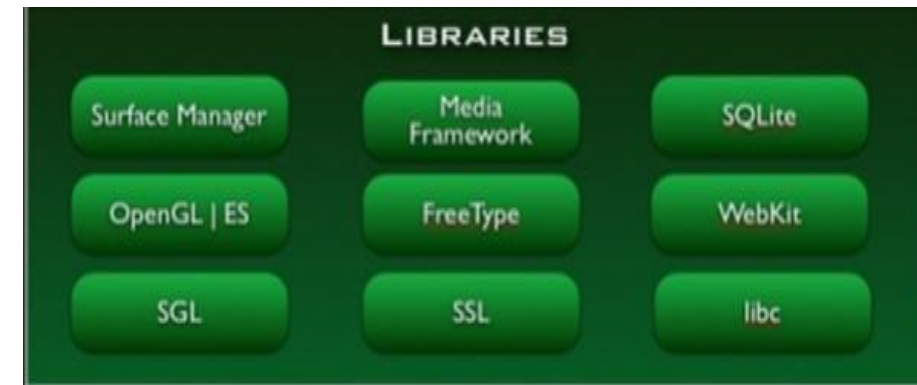 LIBRARIES
Surface Manager
Media
Framework
SQLite
OpenGL | ES
FreeType
WebKit
SGL
SSL
libc